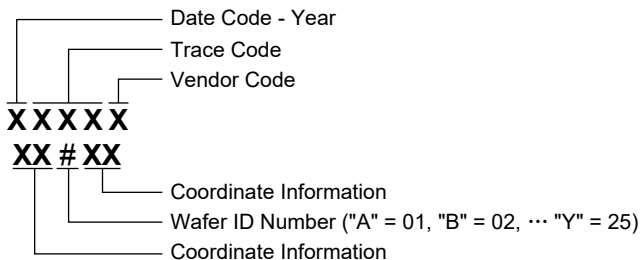 Date Code - Year
Trace Code
Vendor Code
X X X X X
XX # XX
Coordinate Information
Wafer ID Number ("A" = 01, "B" = 02, ··· "Y" = 25)
Coordinate Information